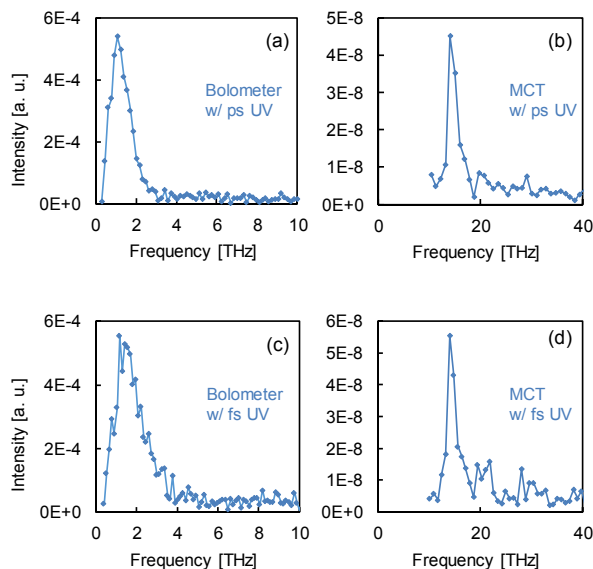 (a)
Bolometer
w/ ps UV
Intensity [a. u.]
6E-4
4E-4
2E-4
0E+0
0 2 4 6 8 10
Frequency [THz]
(b)
MCT
w/ ps UV
5E-8
4E-8
3E-8
2E-8
1E-8
0E+0
0 20 40
Frequency [THz]
(c)
Bolometer
w/ fs UV
Intensity [a. u.]
6E-4
4E-4
2E-4
0E+0
0 2 4 6 8 10
Frequency [THz]
(d)
MCT
w/ fs UV
6E-8
5E-8
4E-8
3E-8
2E-8
1E-8
0E+0
0 20 40
Frequency [THz]